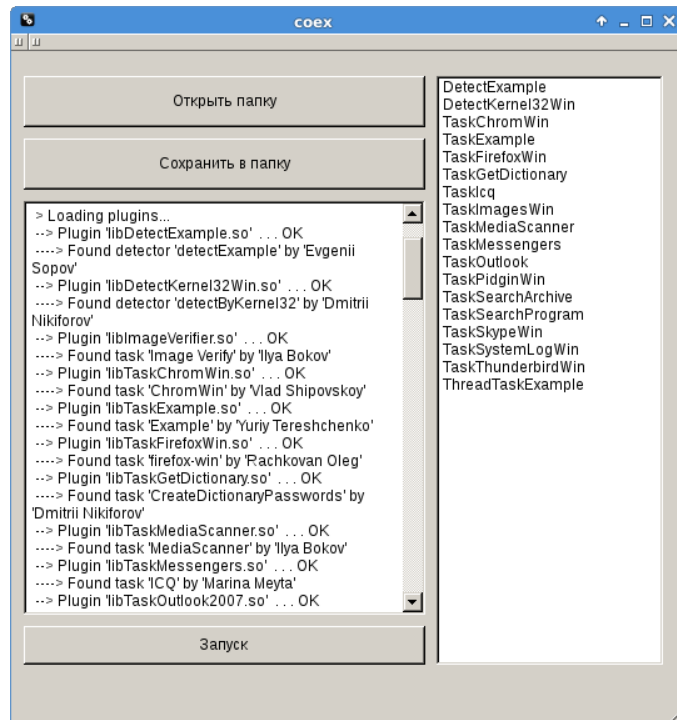 coex
Открыть папку
Сохранить в папку
> Loading plugins...
--> Plugin 'libDetectExample.so' . . . OK
----> Found detector 'detectExample' by 'Evgenii
Sopov'
--> Plugin 'libDetectKernel32Win.so' . . . OK
----> Found detector 'detectByKernel32' by 'Dmitrii
Nikiforov'
--> Plugin 'libImageVerifier.so' . . . OK
----> Found task 'Image Verify' by 'Ilya Bokov'
--> Plugin 'libTaskChromWin.so' . . . OK
----> Found task 'ChromWin' by 'Vlad Shipovskoy'
--> Plugin 'libTaskExample.so' . . . OK
----> Found task 'Example' by 'Yuriy Tereshchenko'
--> Plugin 'libTaskFirefoxWin.so' . . . OK
----> Found task 'firefox-win' by 'Rachkovan Oleg'
--> Plugin 'libTaskGetDictionary.so' . . . OK
----> Found task 'CreateDictionaryPasswords' by
'Dmitrii Nikiforov'
--> Plugin 'libTaskMediaScanner.so' . . . OK
----> Found task 'MediaScanner' by 'Ilya Bokov'
--> Plugin 'libTaskMessengers.so' . . . OK
----> Found task 'ICQ' by 'Marina Meyta'
--> Plugin 'libTaskOutlook2007.so' . . . OK
Запуск
DetectExample
DetectKernel32Win
TaskChromWin
TaskExample
TaskFirefoxWin
TaskGetDictionary
TaskIcq
TaskImagesWin
TaskMediaScanner
TaskMessengers
TaskOutlook
TaskPidginWin
TaskSearchArchive
TaskSearchProgram
TaskSkypeWin
TaskSystemLogWin
TaskThunderbirdWin
ThreadTaskExample